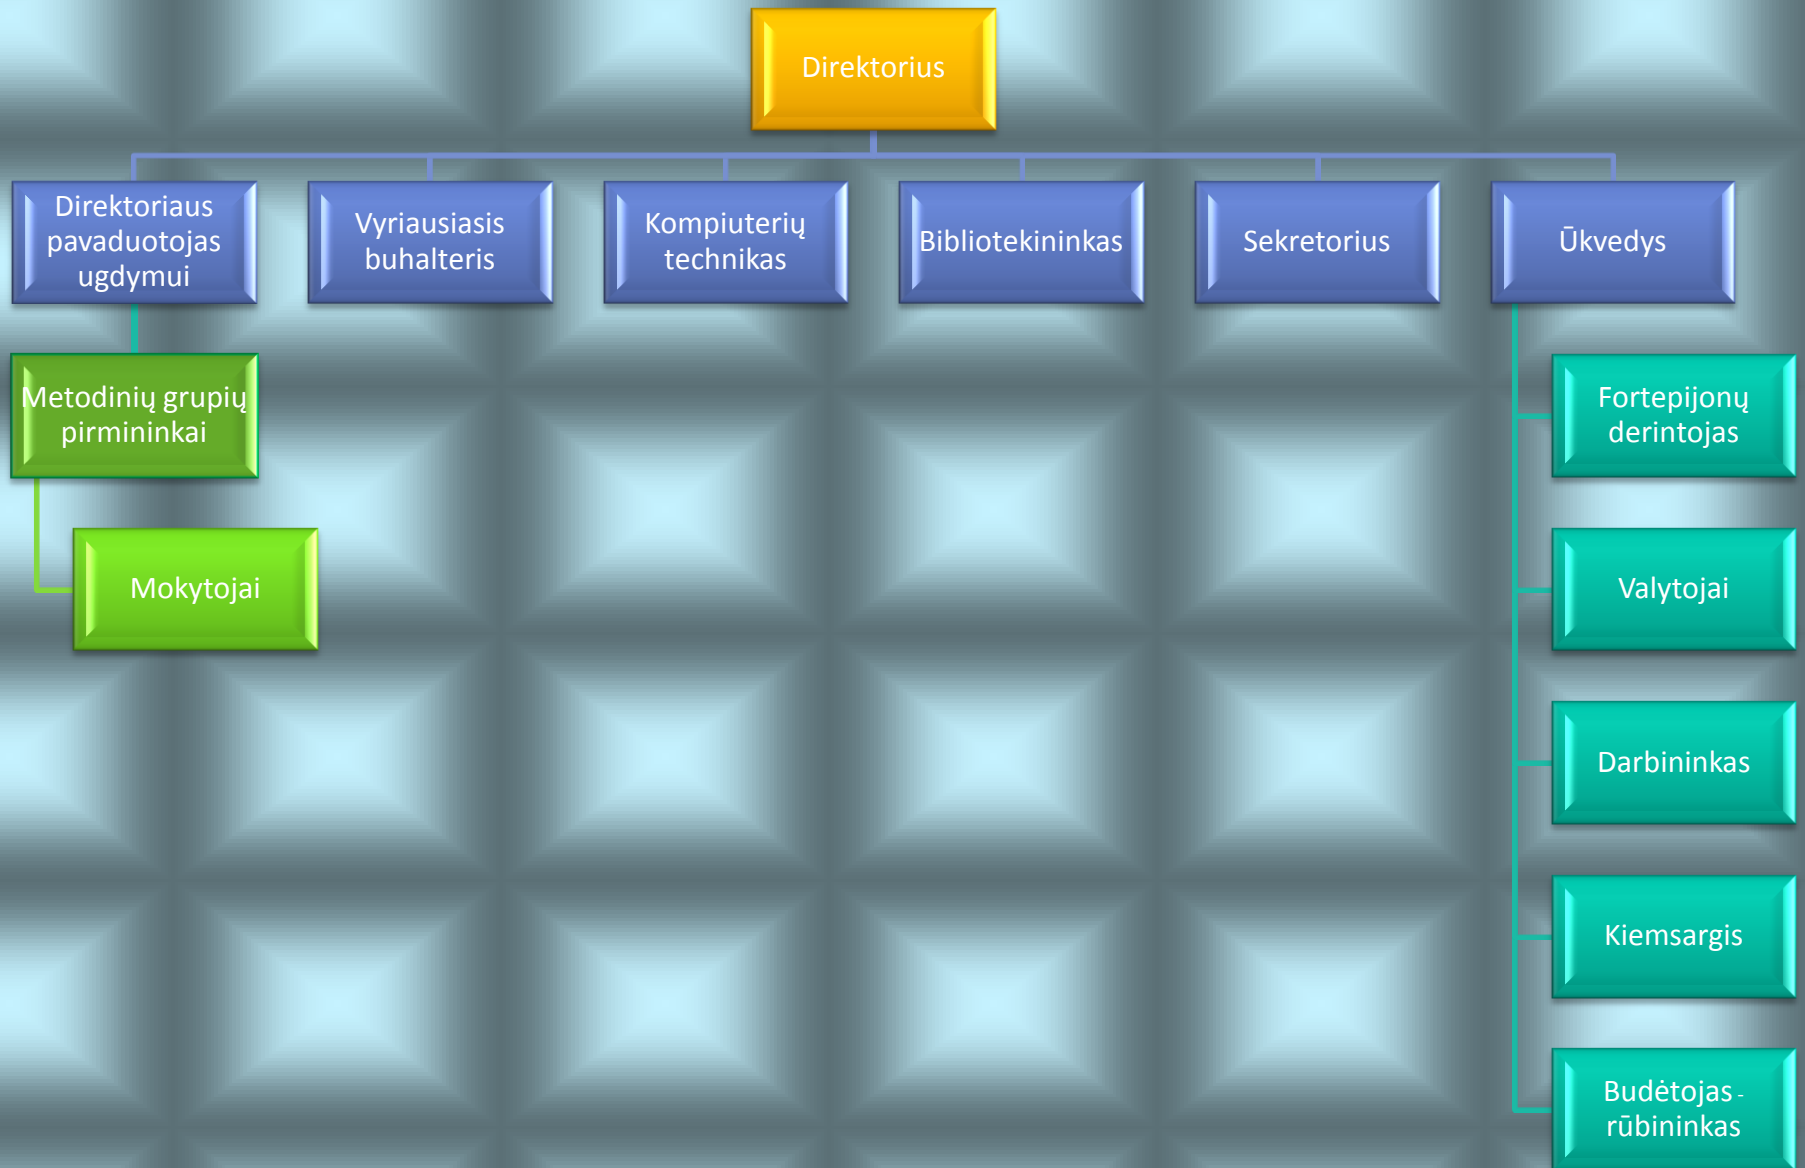 Direktorius
Direktoriaus
pavaduotojas
ugdymui
Vyriausiasis
buhalteris
Kompiuterių
technikas
Bibliotekininkas
Sekretorius
Ūkvedys
Metodinių grupių
pirmininkai
Mokytojai
Fortepijonų
derintojas
Valytojai
Darbininkas
Kiemsargis
Budėtojas -
rūbininkas